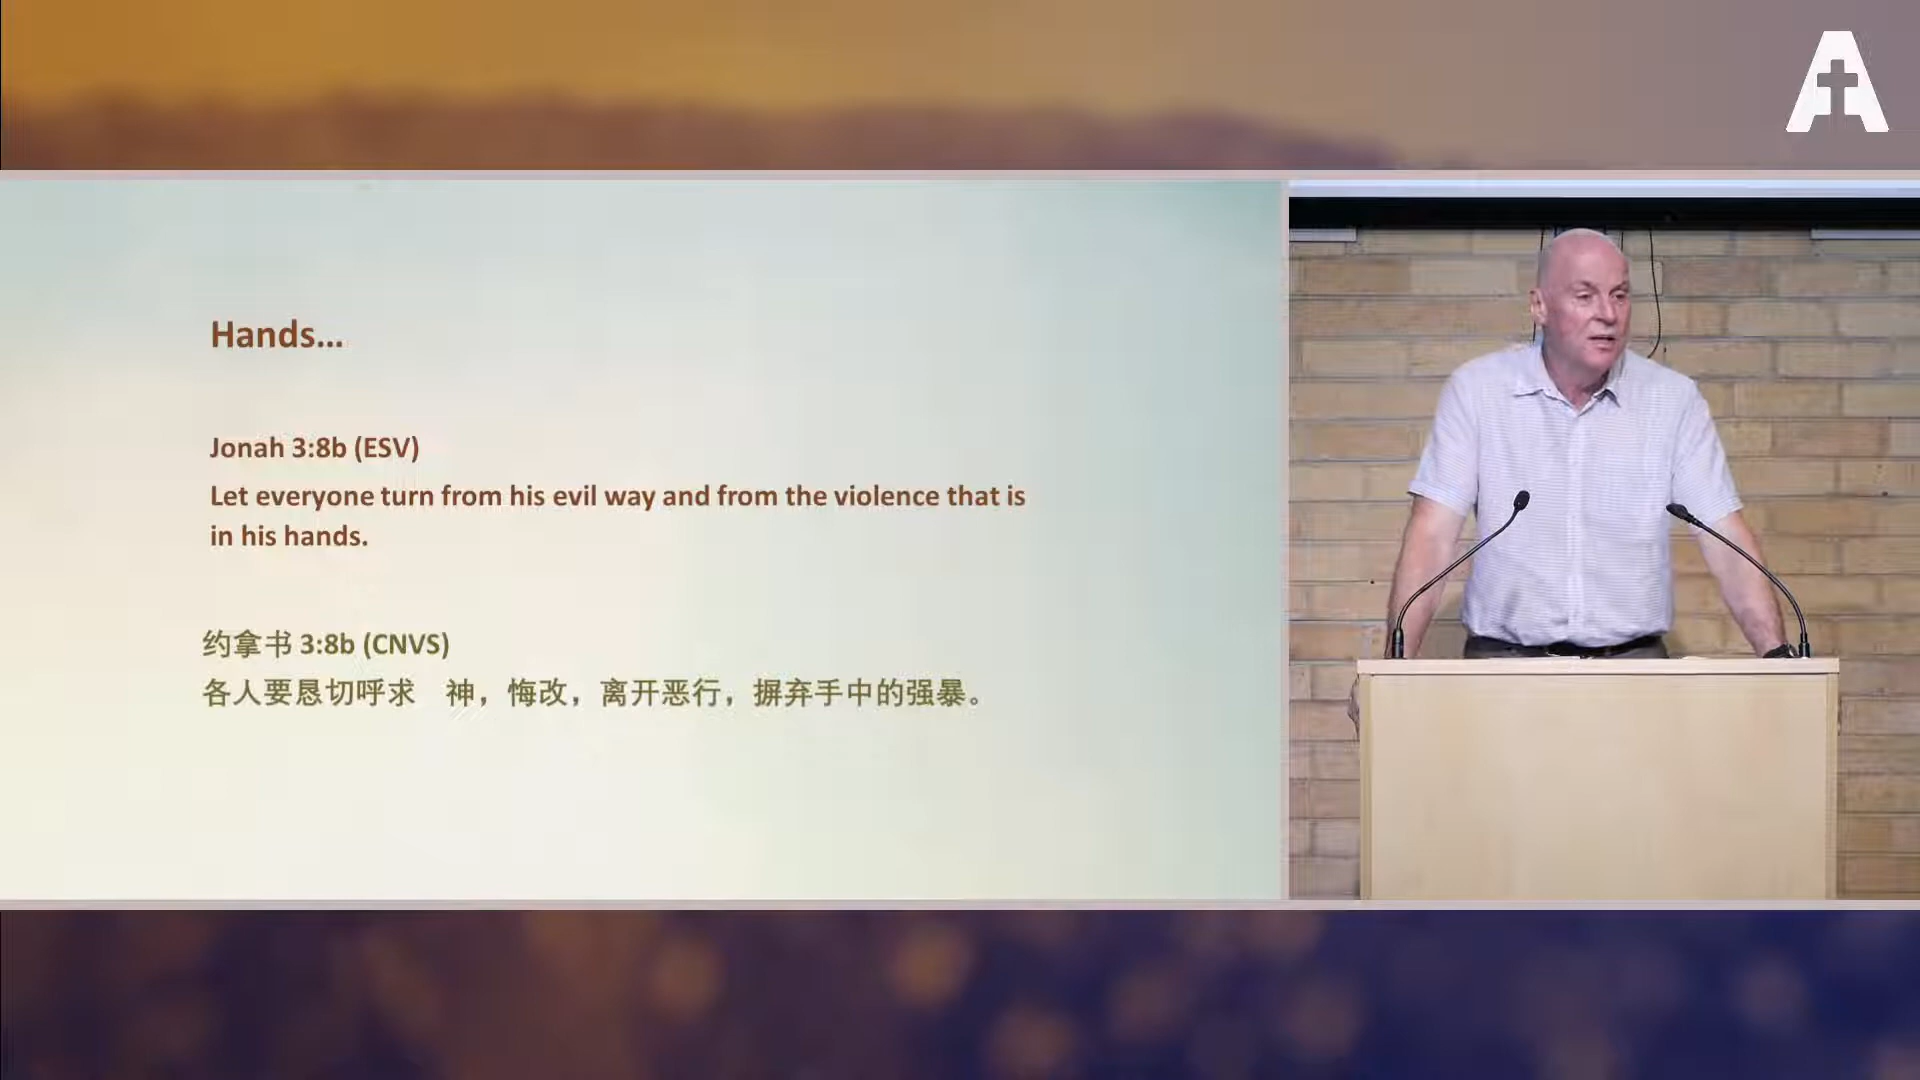 A
Hands...
Jonah 3:8b (ESV)
Let everyone turn from his evil way and from the violence that is
in his hands.
约拿书 3:8b (CNVS)
各人要恳切呼求　神，悔改，离开恶行，摒弃手中的强暴。